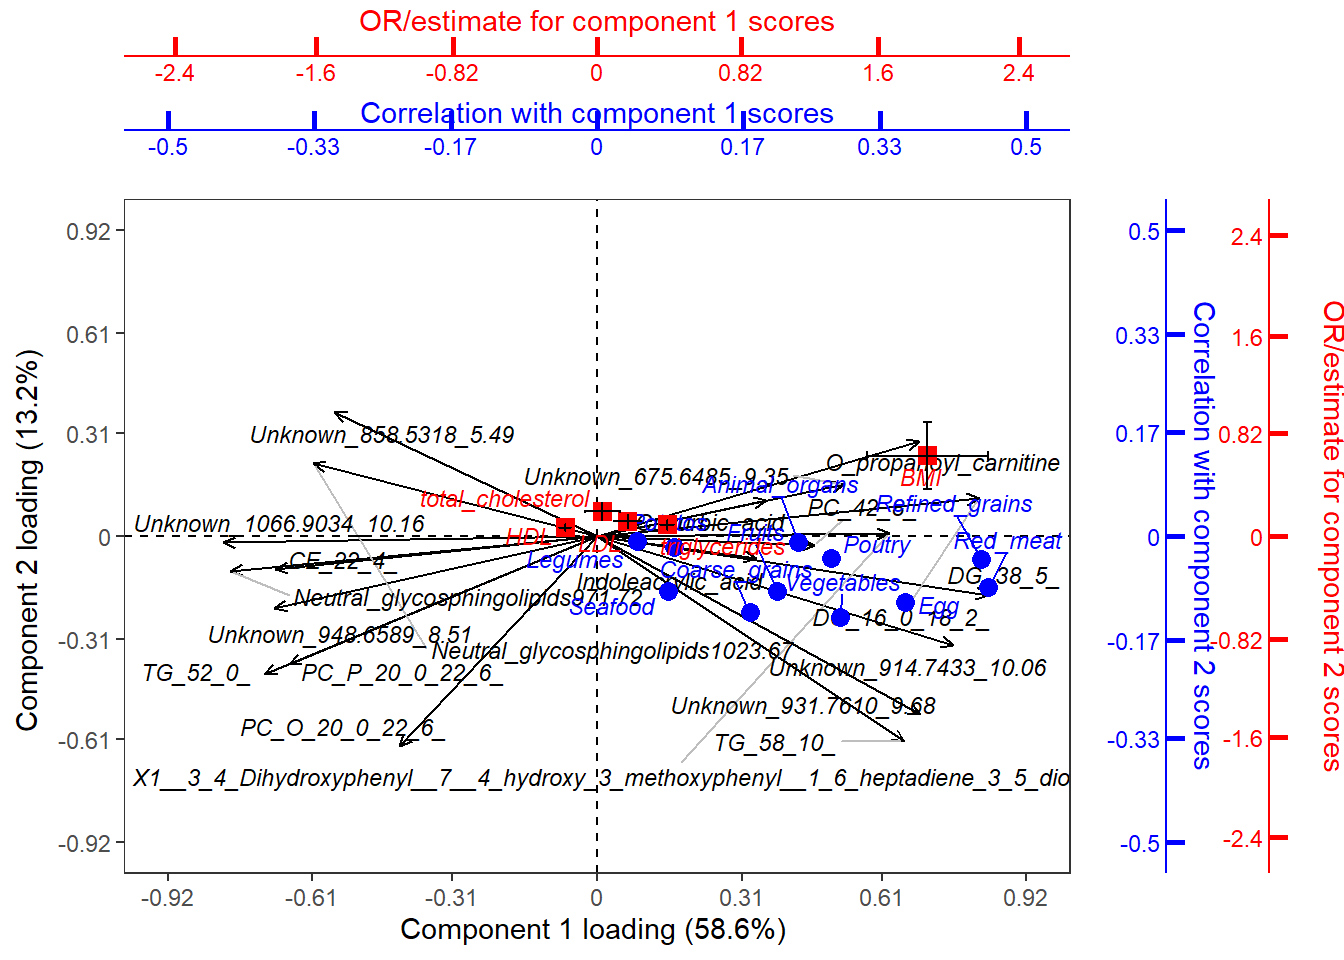 OR/estimate for component 1 scores
-2.4 -1.6 -0.82 0 0.82 1.6 2.4
Correlation with component 1 scores
-0.5 -0.33 -0.17 0 0.17 0.33 0.5
0.92
0.61
0.31
0
-0.31
-0.61
-0.92
Component 2 loading (13.2%)
Unknown_858.5318_5.49
O_propanoyl_carnitine
Unknown_675.6485_9.35
BMI
Animal_organs
total_cholesterol
PC_42_6_
Refined_grains
Unknown_1066.9034_10.16
HDL
LDL
Fruits
triglycerides
Poutry
Red_meat
CE_22_4_
Legumes
Coarse_grains
DG_38_5_
Indoleacrylic_acid
Vegetables
Neutral_glycosphingolipids971.72
Seafood
Egg
DG_16_0_18_2_
Unknown_948.6589_8.51
Neutral_glycosphingolipids1023.67
Unknown_914.7433_10.06
TG_52_0_
PC_P_20_0_22_6_
Unknown_931.7610_9.68
PC_O_20_0_22_6_
TG_58_10_
X1__3_4_Dihydroxyphenyl__7__4_hydroxy_3_methoxyphenyl__1_6_heptadiene_3_5_dio
-0.92 -0.61 -0.31 0 0.31 0.61 0.92
Component 1 loading (58.6%)
0.5
0.33
0.17
0
-0.17
-0.33
-0.5
Correlation with component 2 scores
2.4
1.6
0.82
0
-0.82
-1.6
-2.4
OR/estimate for component 2 scores